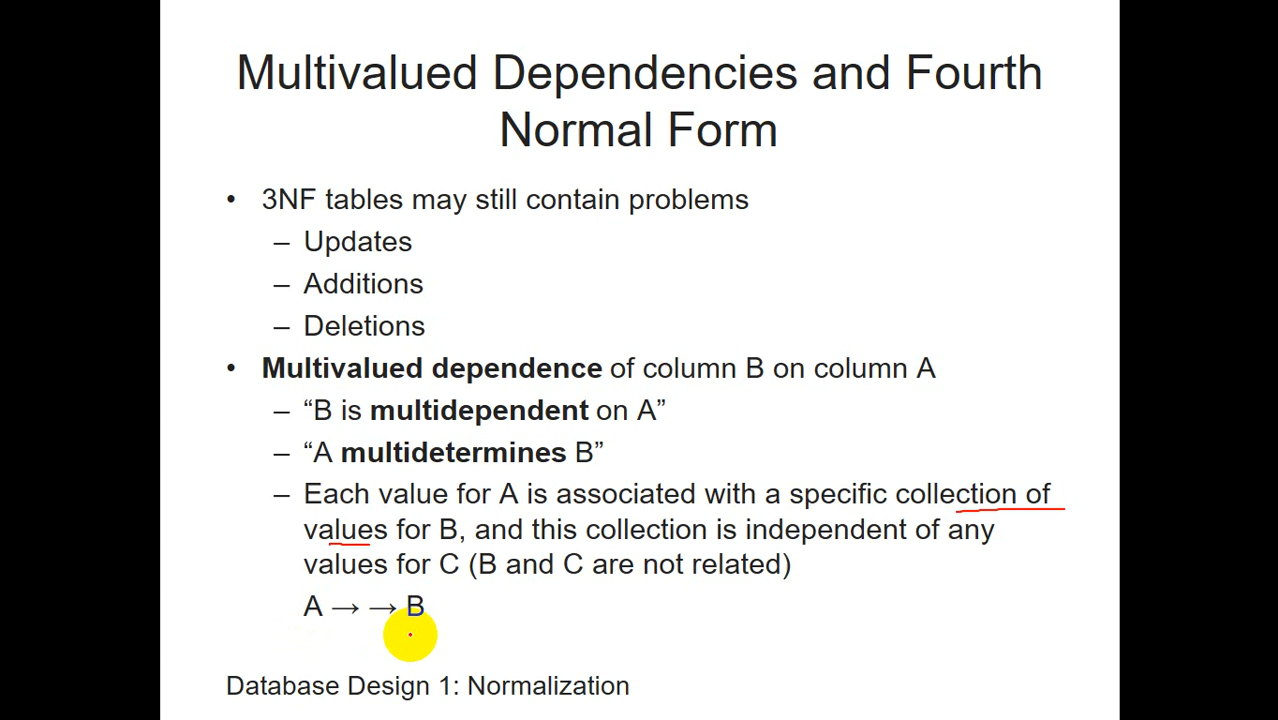 Multivalued Dependencies and Fourth
Normal Form
• 3NF tables may still contain problems
– Updates
– Additions
– Deletions
• Multivalued dependence of column B on column A
– “B is multidependent on A”
– “A multidetermines B”
– Each value for A is associated with a specific collection of
values for B, and this collection is independent of any
values for C (B and C are not related)
A → → B
Database Design 1: Normalization